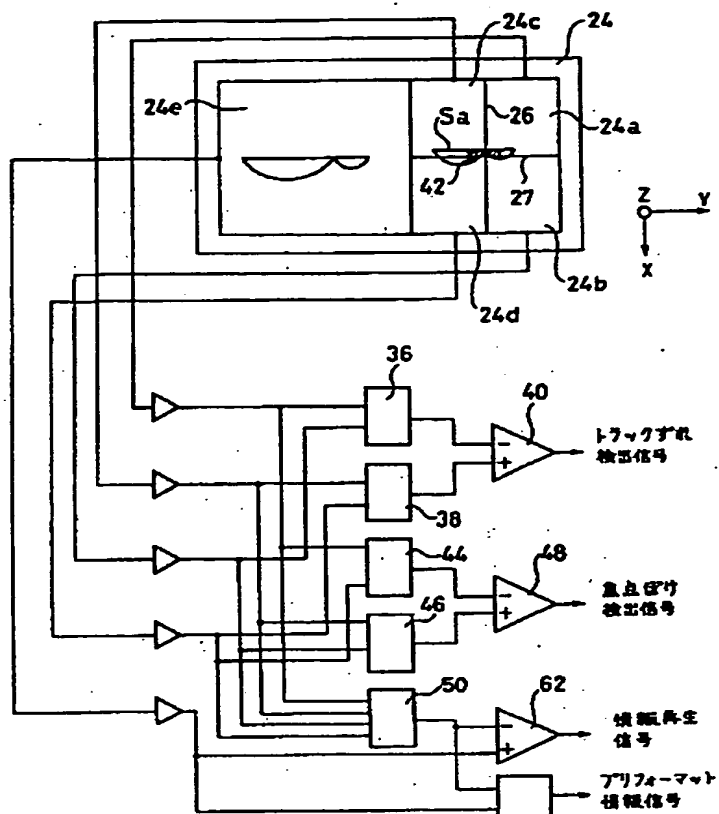 24c
24
24e
24a
Sa
26
42
27
Z
Y
X
24b
24d
36
40
トラックずれ
検出信号
38
44
48
焦点ぼけ
検出信号
46
50
62
情報再生
信号
プリフォーマット
情報信号